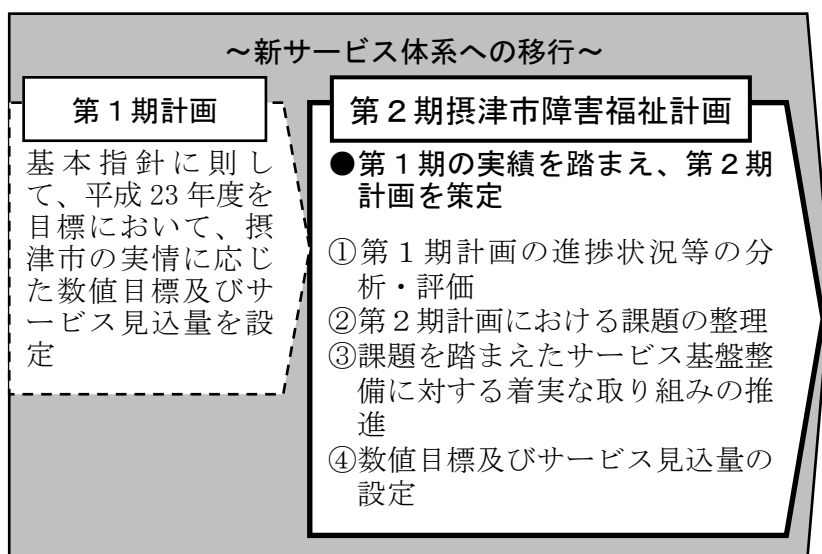 ～新サービス体系への移行～
第１期計画
基本指針に則し
て、平成 23 年度を
目標において、摂
津市の実情に応じ
た数値目標及びサ
ービス見込量を設
定
第２期摂津市障害福祉計画
●第１期の実績を踏まえ、第２期
計画を策定
①第１期計画の進捗状況等の分
析・評価
②第２期計画における課題の整理
③課題を踏まえたサービス基盤整
備に対する着実な取り組みの推
進
④数値目標及びサービス見込量の
設定